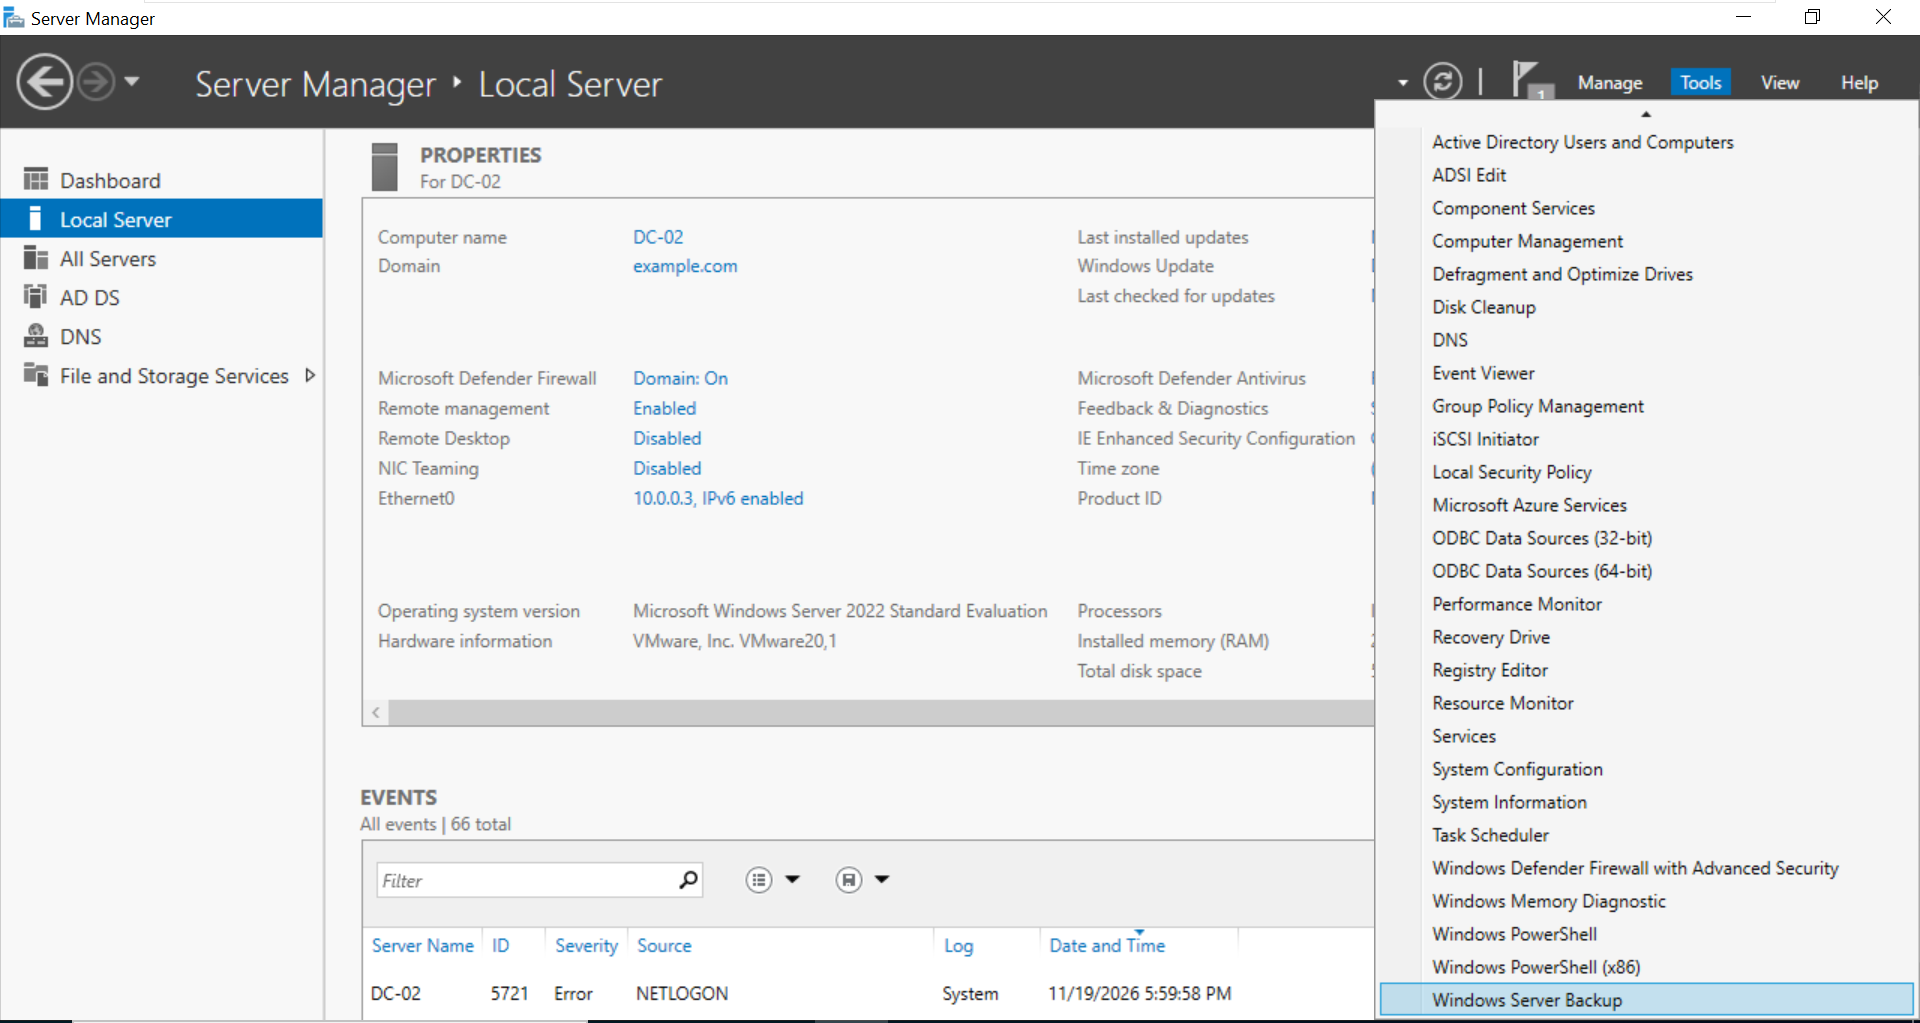 Server Manager
Server Manager ‣ Local Server
1
Manage
Tools
View
Help
Dashboard
Local Server
All Servers
AD DS
DNS
File and Storage Services
PROPERTIES
For DC-02
Computer name DC-02 Last installed updates
Domain example.com Windows Update
Last checked for updates
Microsoft Defender Firewall Domain: On Microsoft Defender Antivirus
Remote management Enabled Feedback & Diagnostics
Remote Desktop Disabled IE Enhanced Security Configuration
NIC Teaming Disabled Time zone
Ethernet0 10.0.0.3, IPv6 enabled Product ID
Operating system version Microsoft Windows Server 2022 Standard Evaluation Processors
Hardware information VMware, Inc. VMware20,1 Installed memory (RAM)
Total disk space
EVENTS
All events | 66 total
Filter
Server Name ID Severity Source Log Date and Time
DC-02 5721 Error NETLOGON System 11/19/2026 5:59:58 PM
Active Directory Users and Computers
ADSI Edit
Component Services
Computer Management
Defragment and Optimize Drives
Disk Cleanup
DNS
Event Viewer
Group Policy Management
iSCSI Initiator
Local Security Policy
Microsoft Azure Services
ODBC Data Sources (32-bit)
ODBC Data Sources (64-bit)
Performance Monitor
Recovery Drive
Registry Editor
Resource Monitor
Services
System Configuration
System Information
Task Scheduler
Windows Defender Firewall with Advanced Security
Windows Memory Diagnostic
Windows PowerShell
Windows PowerShell (x86)
Windows Server Backup